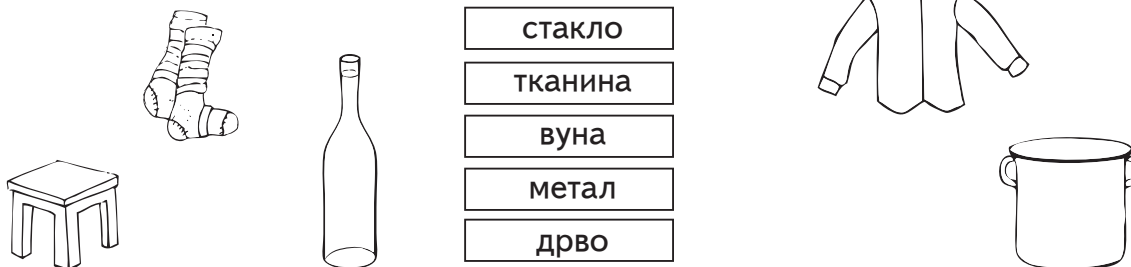 стакло
тканина
вуна
метал
дрво